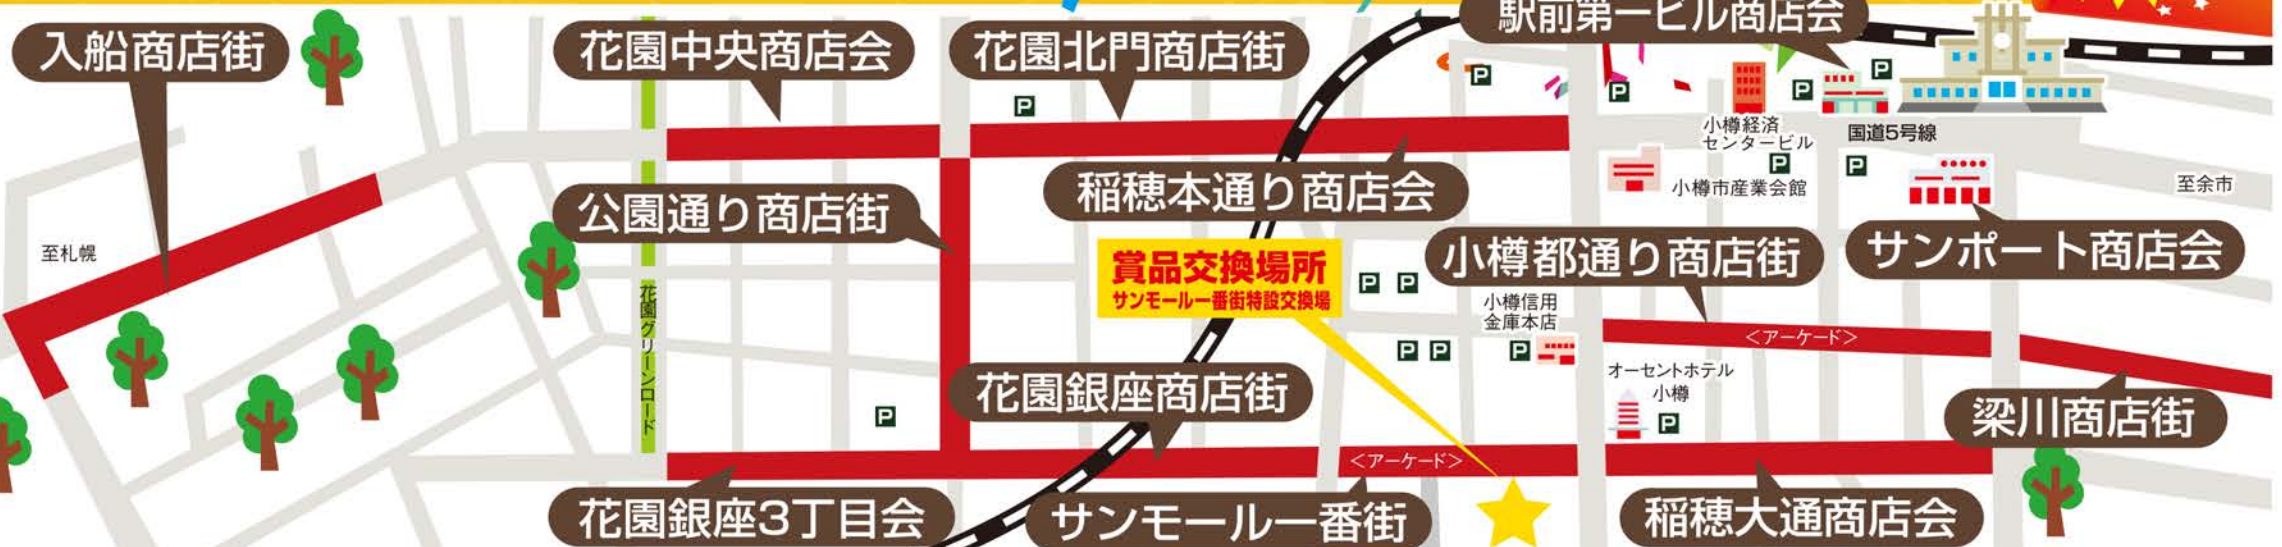 駅前第一ビル商店会
入船商店街
花園中央商店会
花園北門商店街
P
P
P
P
P
小樽経済
センタービル
国道5号線
P
P
小樽市産業会館
至余市
公園通り商店街
稲穂本通り商店会
至札幌
賞品交換場所
サンモール一番街特設交換場
小樽都通り商店街
サンポート商店会
P
P
花園グリーンロード
小樽信用
金庫本店
P
P
P
<アーケード>
オーセントホテル
小樽
P
花園銀座商店街
P
梁川商店街
<アーケード>
花園銀座3丁目会
サンモール一番街
稲穂大通商店会